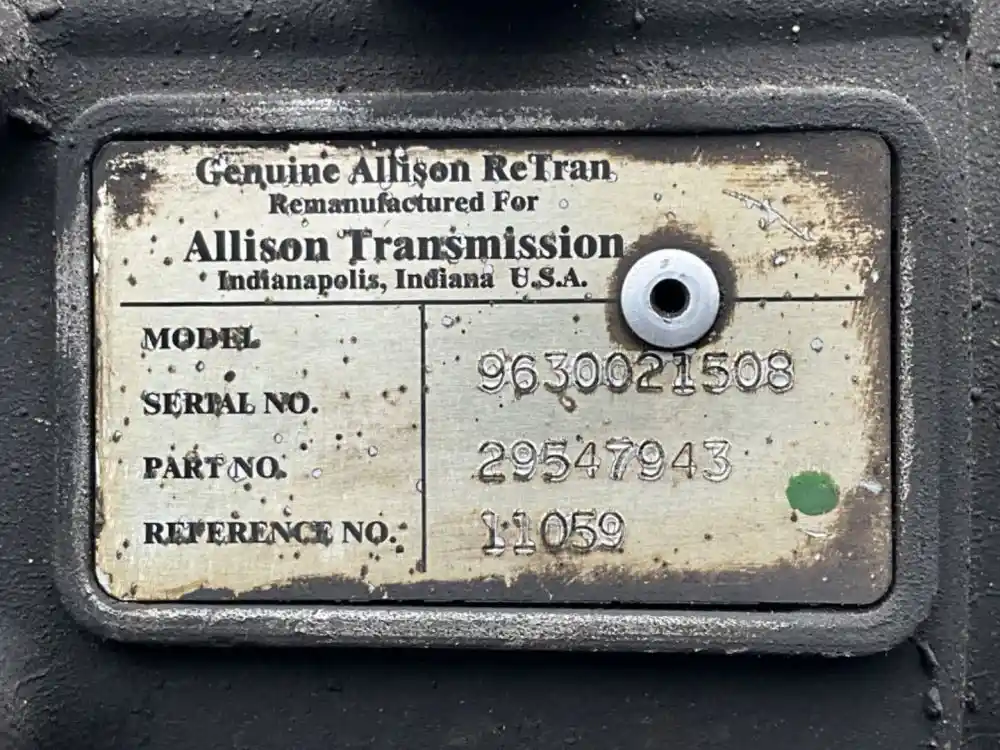 Genuine Allison ReTran
Remanufactured For
Allison Transmission
Indianapolis, Indiana U.S.A.
MODEL
9630021508
SERIAL NO.
PART NO. 29547943
REFERENCE NO. 11059